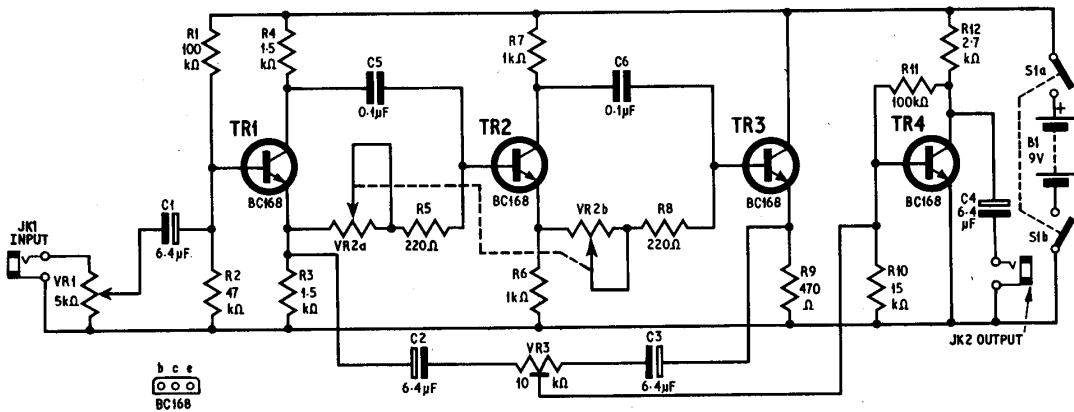 R1
100
kΩ
R4
1·5
kΩ
C5
0·1µF
TR1
BC168
R7
1kΩ
C6
0·1µF
TR2
BC168
TR3
BC168
R12
2·7
kΩ
R11
100kΩ
TR4
BC168
S1a
+
B1
9V
S1b
C4
6·4
µF
JK1
INPUT
VR1
5kΩ
C1
6·4µF
R2
47
kΩ
VR2a
R5
220Ω
R3
1·5
kΩ
VR2b
R8
220Ω
R6
1kΩ
R9
470
Ω
R10
15
kΩ
JK2 OUTPUT
C2
6·4µF
VR3
10 kΩ
C3
6·4µF
b c e
BC168